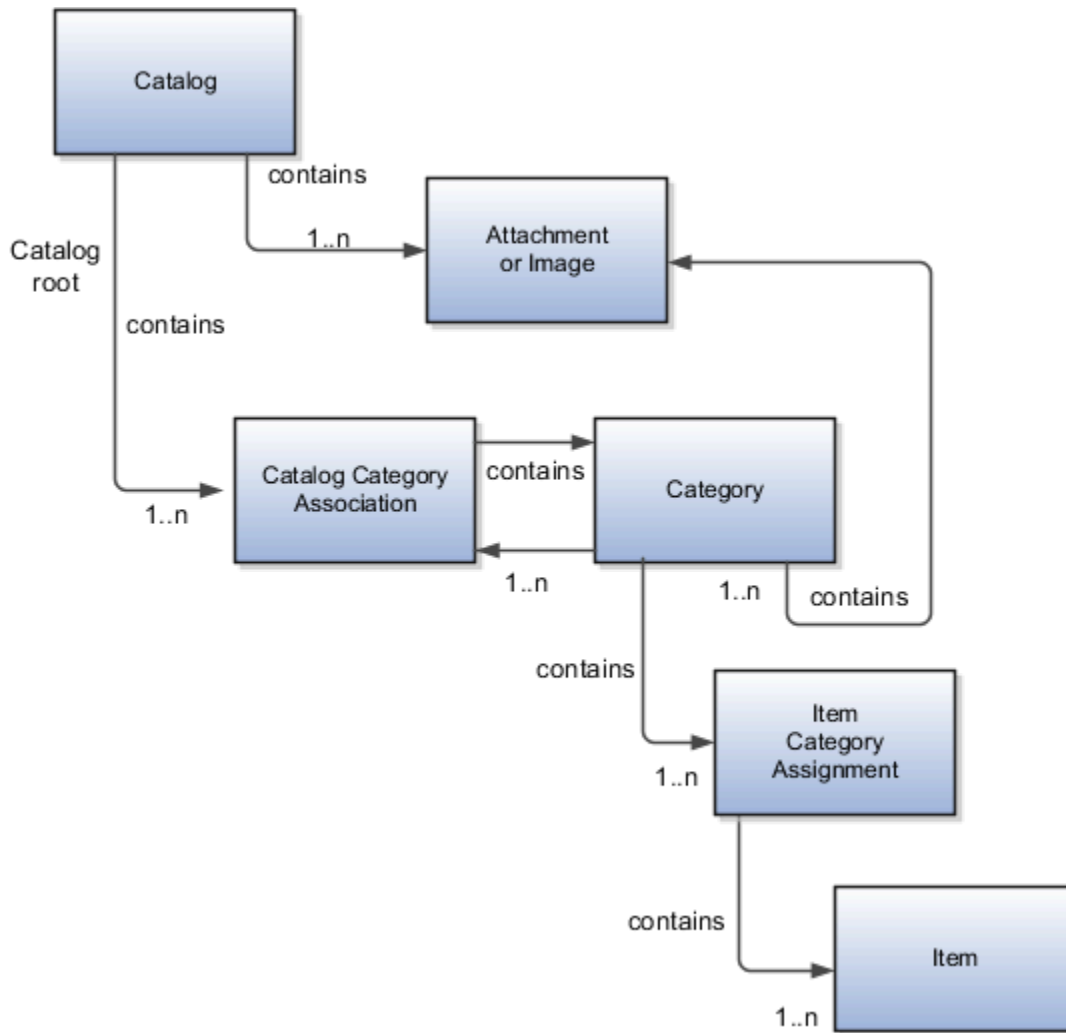 Catalog
contains
1..n
Attachment
or Image
Catalog
root
contains
1..n
Catalog Category
Association
contains
Category
1..n
1..n
contains
contains
1..n
Item
Category
Assignment
contains
1..n
Item